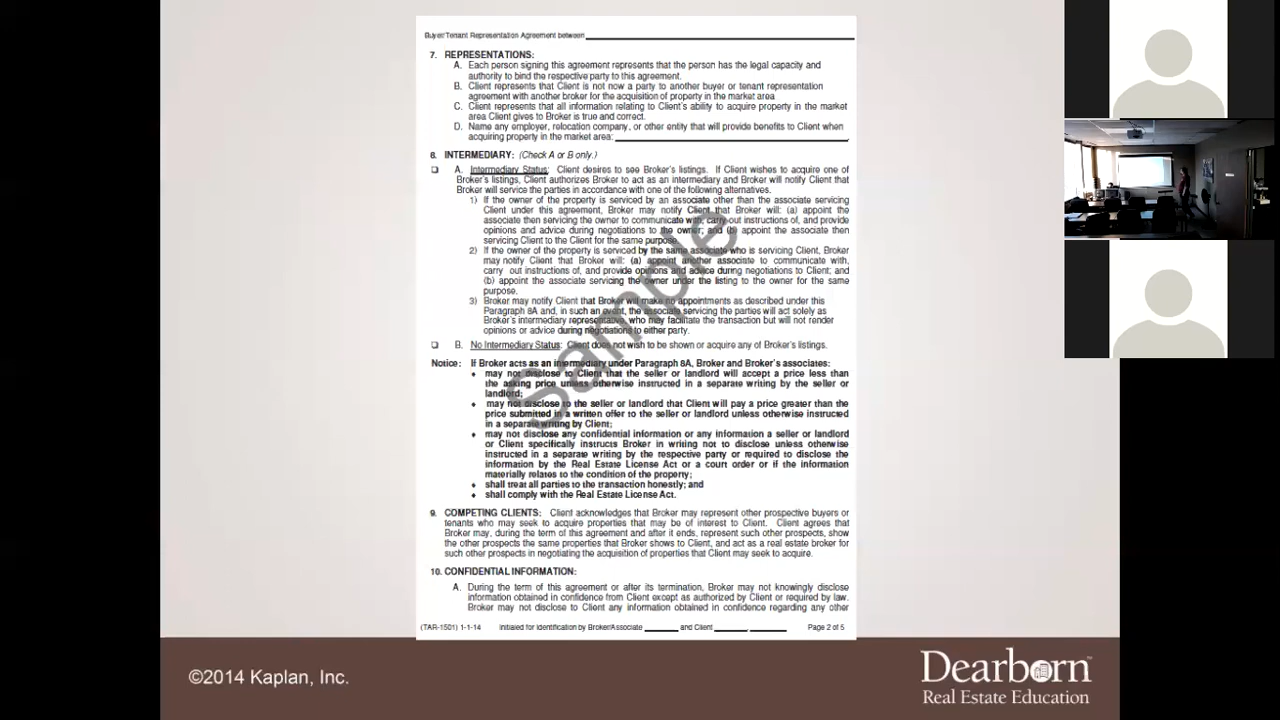 Buyer/Tenant Representation Agreement between
7. REPRESENTATIONS:
A. Each person signing this agreement represents that the person has the legal capacity and
authority to bind the respective party to this agreement.
B. Client represents that Client is not now a party to another buyer or tenant representation
agreement with another broker for the acquisition of property in the market area
C. Client represents that all information relating to Client's ability to acquire property in the market
area Client gives to Broker is true and correct.
D. Name any employer, relocation company, or other entity that will provide benefits to Client when
acquiring property in the market area:
8. INTERMEDIARY: (Check A or B only.)
A. Intermediary Status: Client desires to see Broker's listings. If Client wishes to acquire one of
Broker's listings, Client authorizes Broker to act as an intermediary and Broker will notify Client that
Broker will service the parties in accordance with one of the following alternatives.
1) If the owner of the property is serviced by an associate other than the associate servicing
Client under this agreement, Broker may notify Client that Broker will: (a) appoint the
associate then servicing the owner to communicate with, carry out instructions of, and provide
opinions and advice during negotiations to the owner; and (b) appoint the associate then
servicing Client to the Client for the same purpose.
2) If the owner of the property is serviced by the same associate who is servicing Client, Broker
may notify Client that Broker will: (a) appoint another associate to communicate with,
carry out instructions of, and provide opinions and advice during negotiations to Client; and
(b) appoint the associate servicing the owner under the listing to the owner for the same
purpose.
3) Broker may notify Client that Broker will make no appointments as described under this
Paragraph 8A and, in such an event, the associate servicing the parties will act solely as
Broker's intermediary representative, who may facilitate the transaction but will not render
opinions or advice during negotiations to either party.
B. No Intermediary Status: Client does not wish to be shown or acquire any of Broker's listings.
Notice: If Broker acts as an intermediary under Paragraph 8A, Broker and Broker's associates:
♦ may not disclose to Client that the seller or landlord will accept a price less than
the asking price unless otherwise instructed in a separate writing by the seller or
landlord;
♦ may not disclose to the seller or landlord that Client will pay a price greater than the
price submitted in a written offer to the seller or landlord unless otherwise instructed
in a separate writing by Client;
♦ may not disclose any confidential information or any information a seller or landlord
or Client specifically instructs Broker in writing not to disclose unless otherwise
instructed in a separate writing by the respective party or required to disclose the
information by the Real Estate License Act or a court order or if the information
materially relates to the condition of the property;
♦ shall treat all parties to the transaction honestly; and
♦ shall comply with the Real Estate License Act.
9. COMPETING CLIENTS: Client acknowledges that Broker may represent other prospective buyers or
tenants who may seek to acquire properties that may be of interest to Client. Client agrees that
Broker may, during the term of this agreement and after it ends, represent such other prospects, show
the other prospects the same properties that Broker shows to Client, and act as a real estate broker for
such other prospects in negotiating the acquisition of properties that Client may seek to acquire.
10. CONFIDENTIAL INFORMATION:
A. During the term of this agreement or after its termination, Broker may not knowingly disclose
information obtained in confidence from Client except as authorized by Client or required by law.
Broker may not disclose to Client any information obtained in confidence regarding any other
(TAR-1501) 1-1-14 Initialed for Identification by Broker/Associate and Client Page 2 of 5
Sample
©2014 Kaplan, Inc.
Dearborn™
Real Estate Education